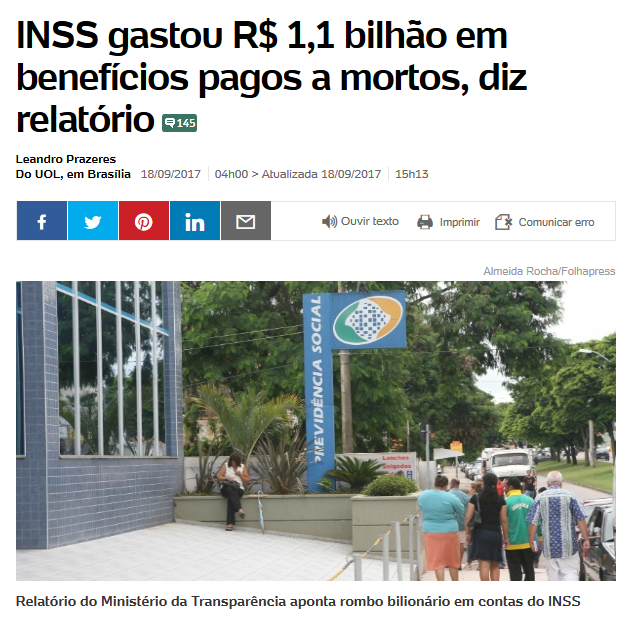 INSS gastou R$ 1,1 bilhão em
benefícios pagos a mortos, diz
relatório 145
Leandro Prazeres
Do UOL, em Brasília 18/09/2017 04h00 > Atualizada 18/09/2017 15h13
Ouvir texto Imprimir Comunicar erro
Almeida Rocha/Folhapress
PREVIDÊNCIA SOCIAL
Lanches
Salgados
Relatório do Ministério da Transparência aponta rombo bilionário em contas do INSS